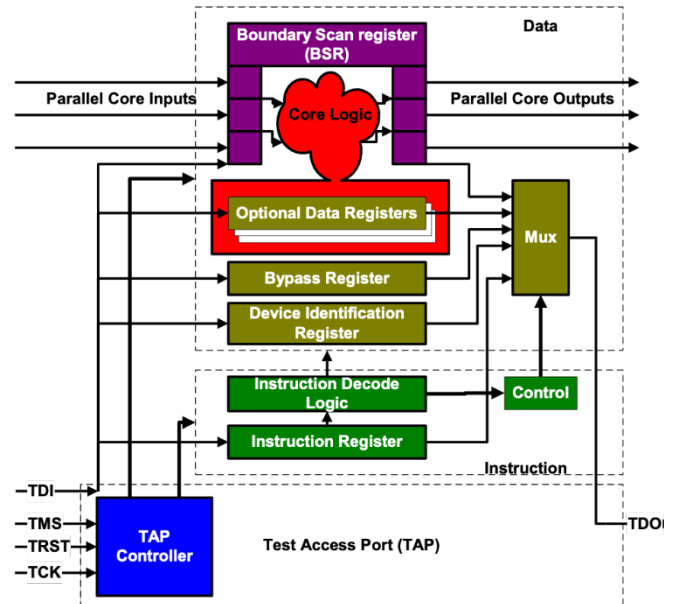 Boundary Scan register
(BSR)
Data
Parallel Core Inputs
Core Logic
Parallel Core Outputs
Optional Data Registers
Mux
Bypass Register
Device Identification
Register
Instruction Decode
Logic
Control
Instruction Register
Instruction
TDI
TMS
TRST
TCK
TAP
Controller
Test Access Port (TAP)
TDO